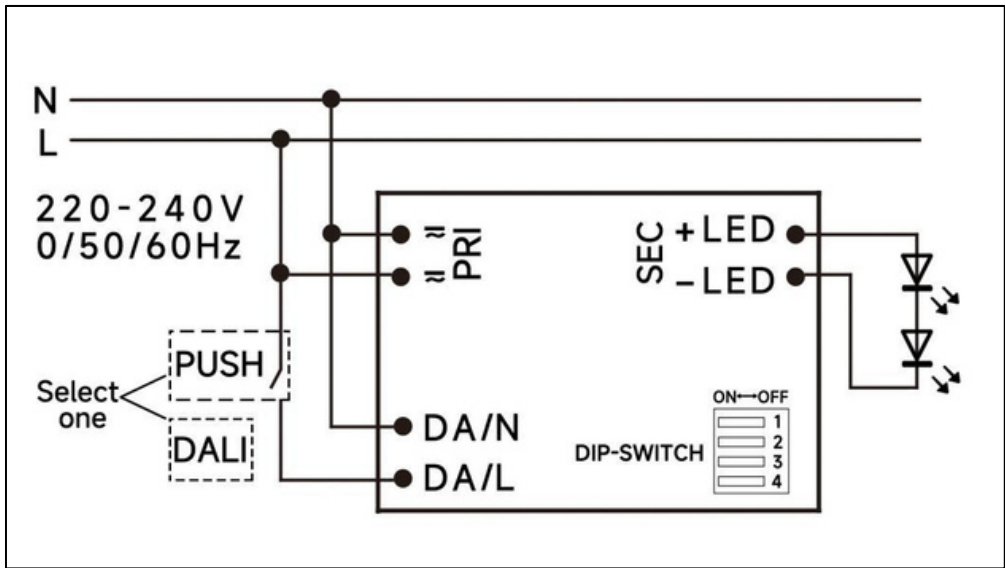 N
L
220-240V
0/50/60Hz
PUSH
Select
one
DALI
≂ PRI
≂
SEC
+LED
-LED
DA/N
DA/L
DIP-SWITCH
ON↔OFF
1
2
3
4